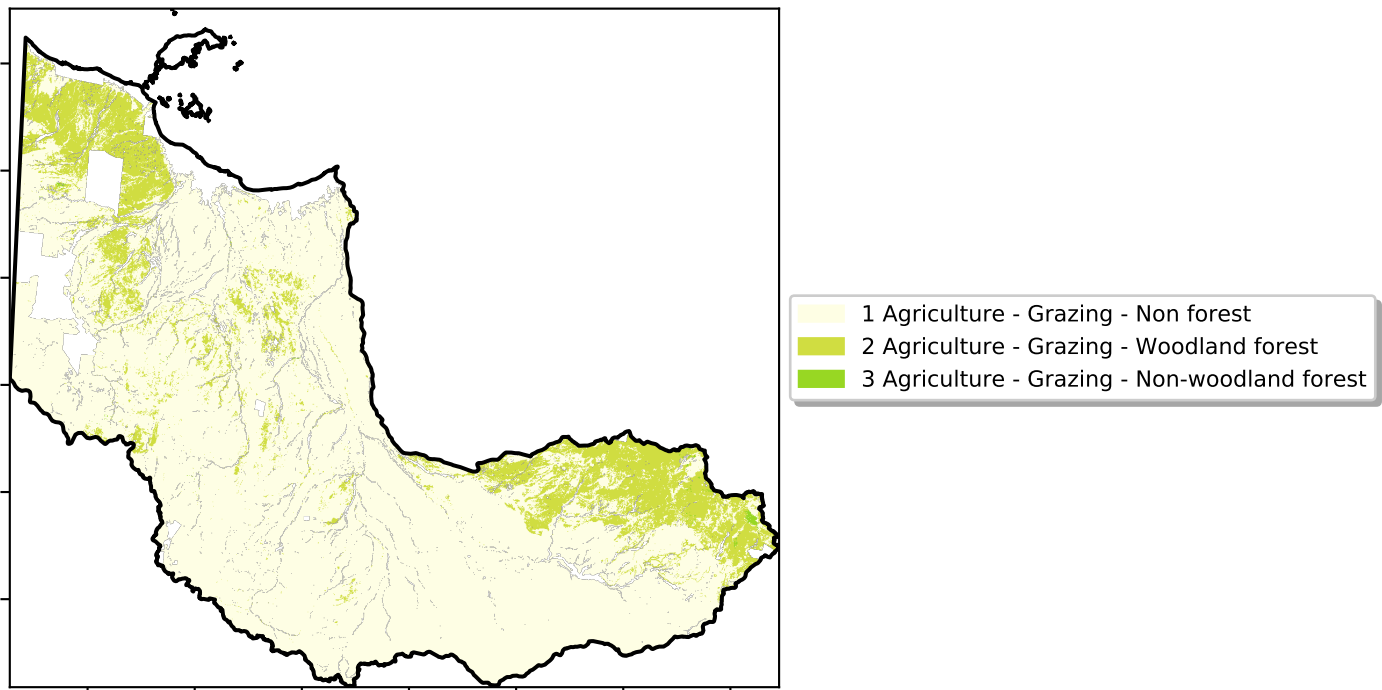 1 Agriculture - Grazing - Non forest
2 Agriculture - Grazing - Woodland forest
3 Agriculture - Grazing - Non-woodland forest